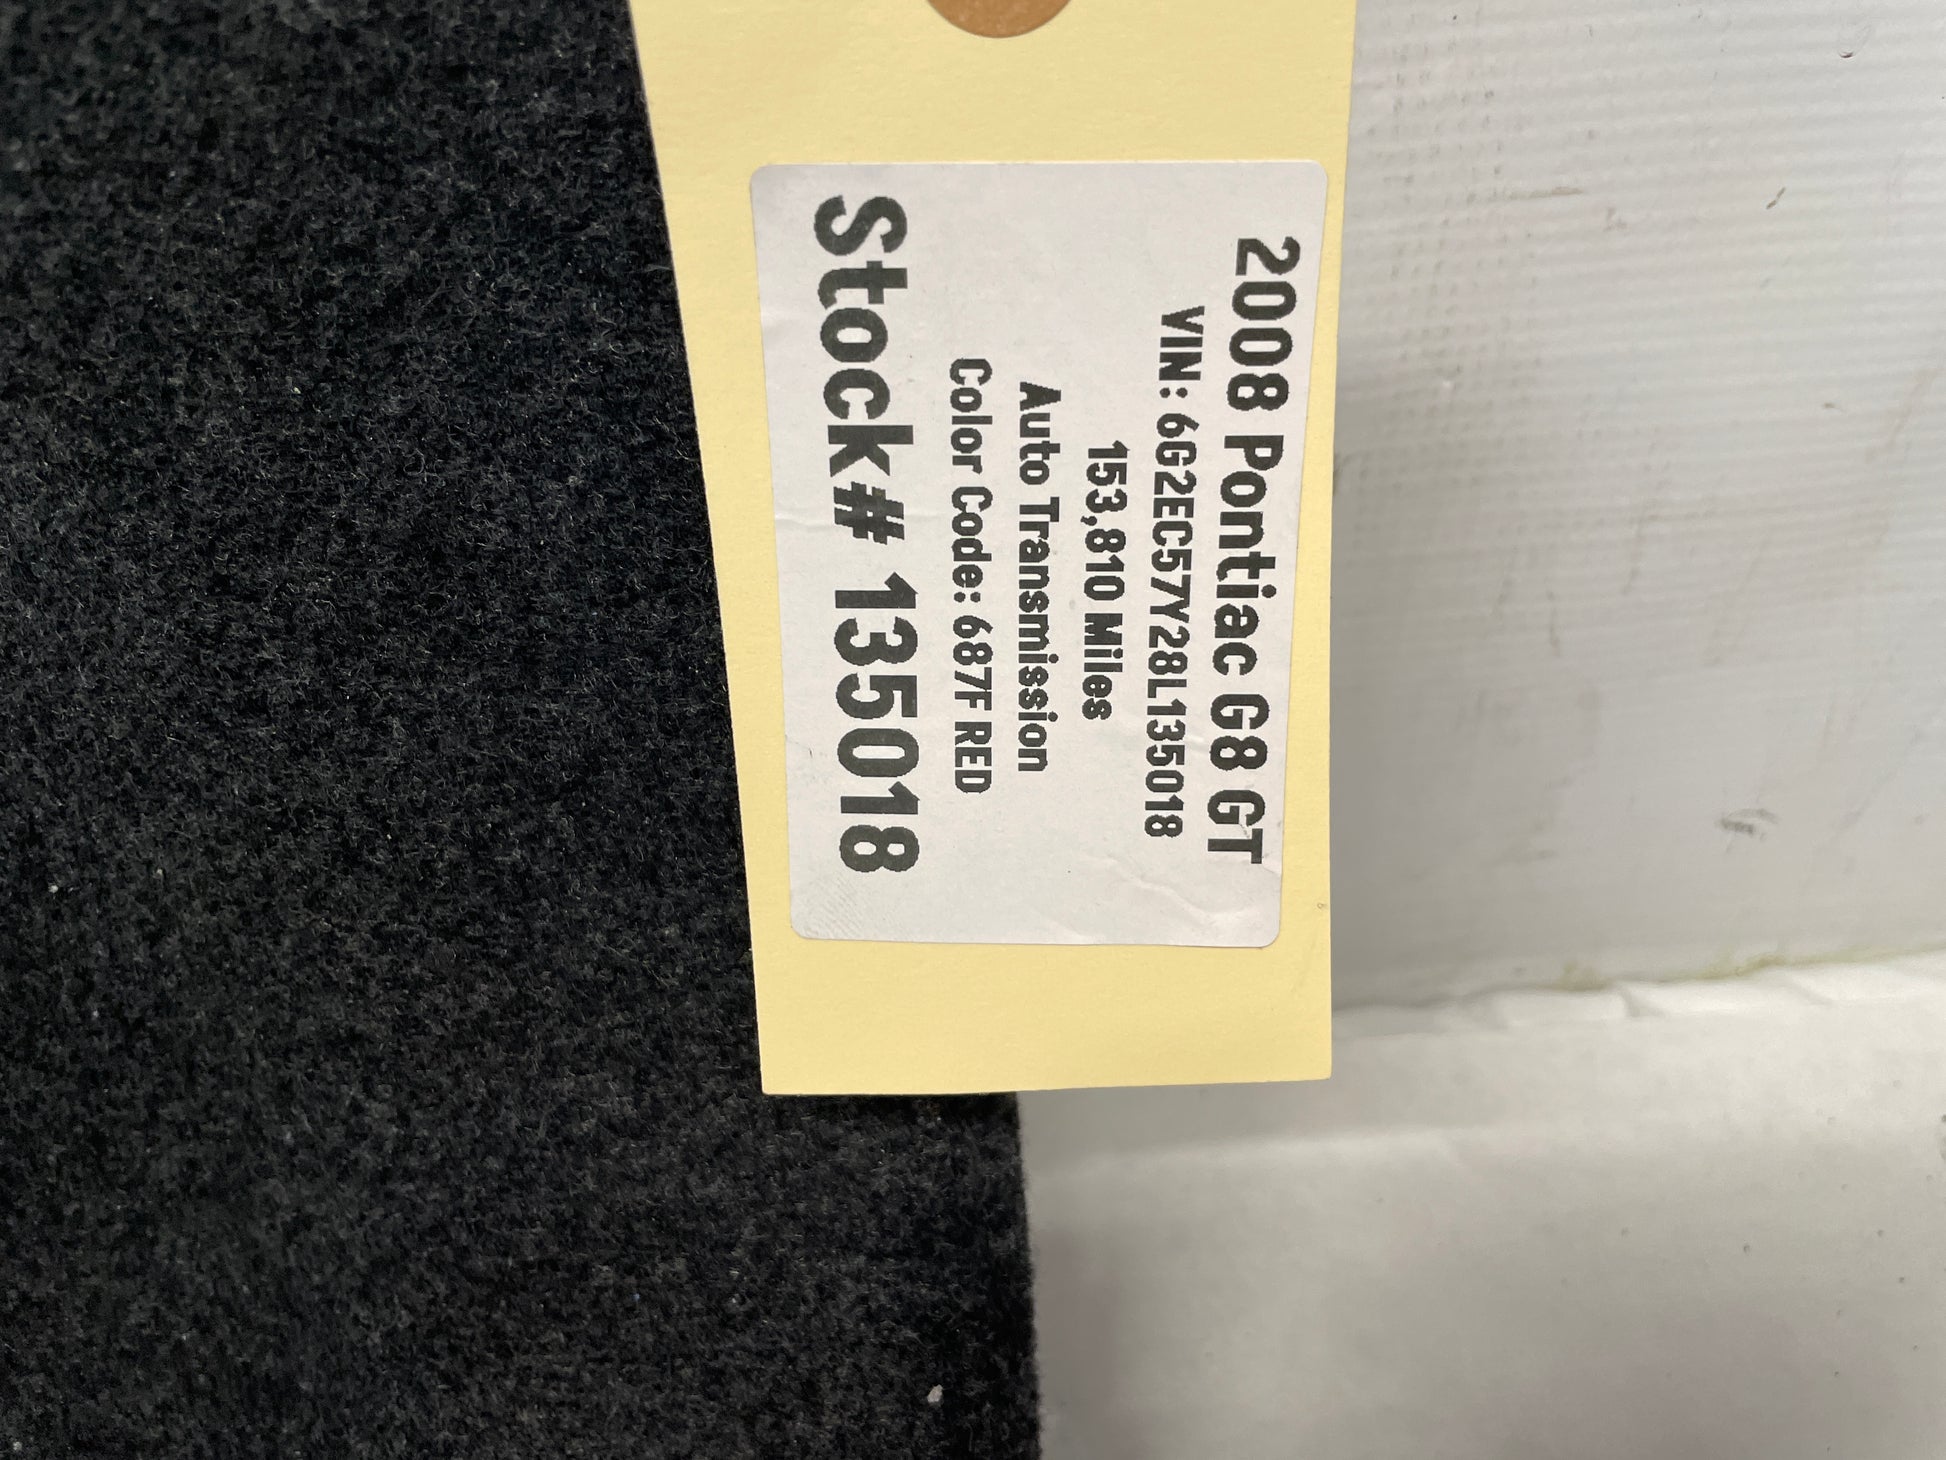 2008 Pontiac G8 GT
VIN: 6G2EC57Y28L135018
153,810 Miles
Auto Transmission
Color Code: 687F RED
Stock# 135018